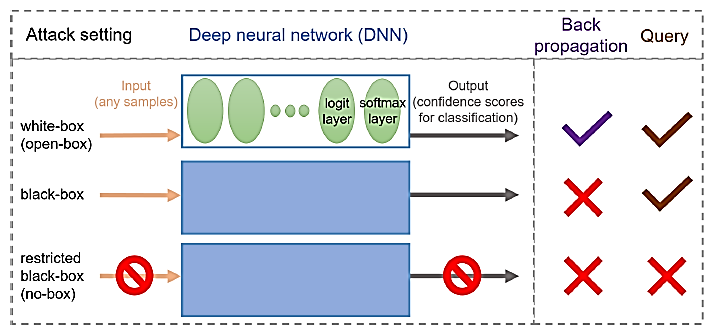 Attack setting
Deep neural network (DNN)
Back
propagation
Query
Input
(any samples)
logit
layer
softmax
layer
Output
(confidence scores
for classification)
white-box
(open-box)
black-box
restricted
black-box
(no-box)